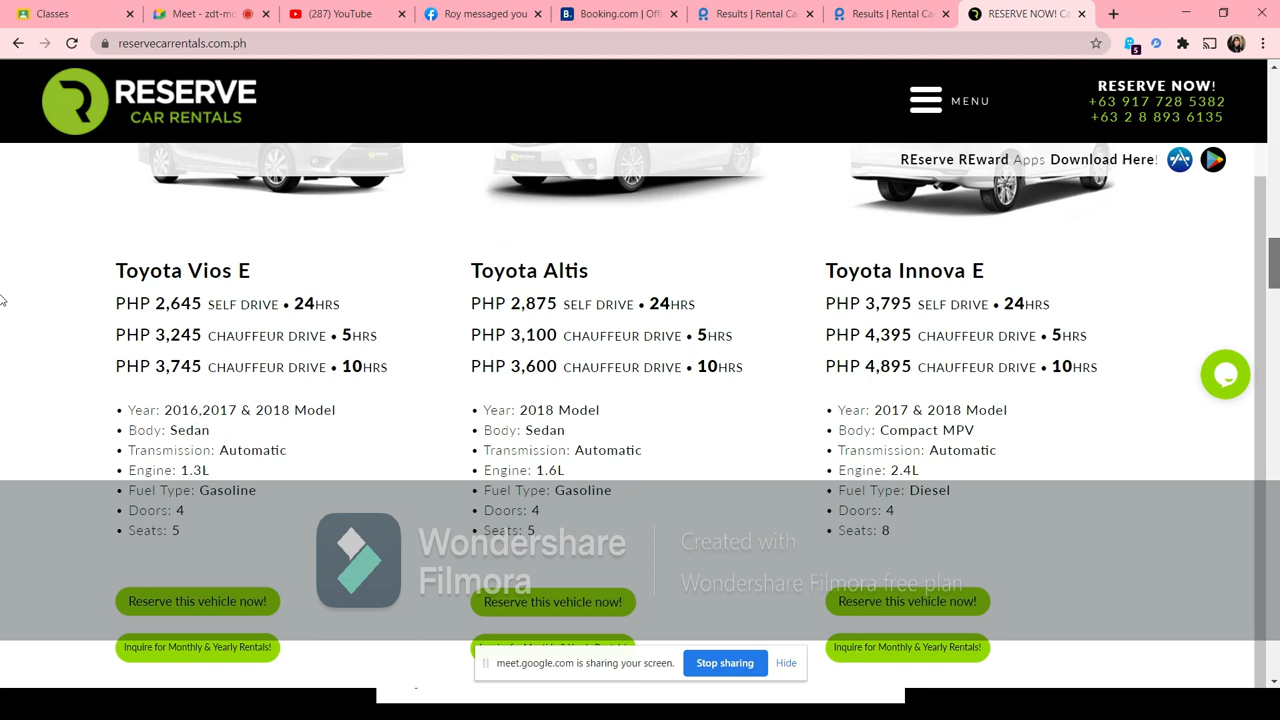 Classes
Meet - zdt-mc
(287) YouTube
Roy messaged you
Booking.com | Offi
Results | Rental Ca
Results | Rental Ca
RESERVE NOW! Ca
reservecarrentals.com.ph
5
RESERVE
CAR RENTALS
MENU
RESERVE NOW!
+63 917 728 5382
+63 2 8 893 6135
REserve REward Apps Download Here!
Toyota Vios E
PHP 2,645 SELF DRIVE • 24HRS
PHP 3,245 CHAUFFEUR DRIVE • 5HRS
PHP 3,745 CHAUFFEUR DRIVE • 10HRS
• Year: 2016,2017 & 2018 Model
• Body: Sedan
• Transmission: Automatic
• Engine: 1.3L
• Fuel Type: Gasoline
• Doors: 4
• Seats: 5
Reserve this vehicle now!
Inquire for Monthly & Yearly Rentals!
Toyota Altis
PHP 2,875 SELF DRIVE • 24HRS
PHP 3,100 CHAUFFEUR DRIVE • 5HRS
PHP 3,600 CHAUFFEUR DRIVE • 10HRS
• Year: 2018 Model
• Body: Sedan
• Transmission: Automatic
• Engine: 1.6L
• Fuel Type: Gasoline
• Doors: 4
• Seats: 5
Reserve this vehicle now!
Toyota Innova E
PHP 3,795 SELF DRIVE • 24HRS
PHP 4,395 CHAUFFEUR DRIVE • 5HRS
PHP 4,895 CHAUFFEUR DRIVE • 10HRS
• Year: 2017 & 2018 Model
• Body: Compact MPV
• Transmission: Automatic
• Engine: 2.4L
• Fuel Type: Diesel
• Doors: 4
• Seats: 8
Reserve this vehicle now!
Inquire for Monthly & Yearly Rentals!
Wondershare
Filmora
Created with
Wondershare Filmora free plan
meet.google.com is sharing your screen.
Stop sharing
Hide